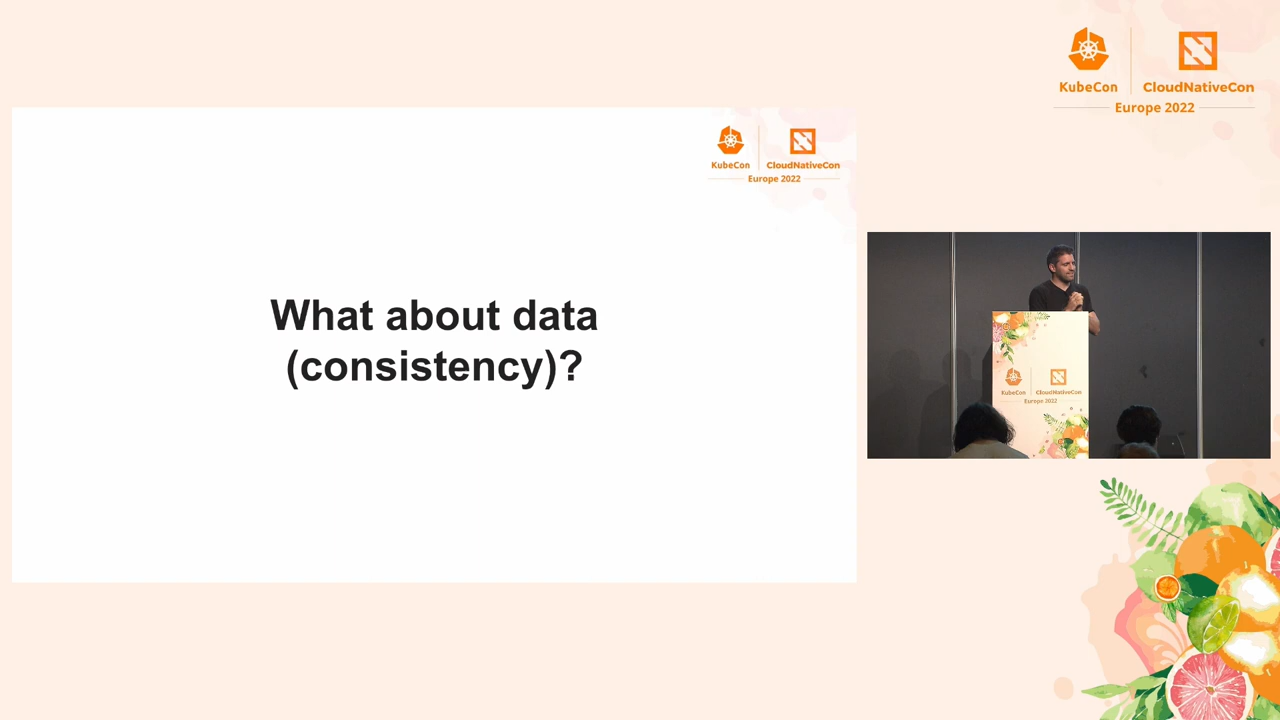 KubeCon
CloudNativeCon
Europe 2022
KubeCon
CloudNativeCon
Europe 2022
What about data
(consistency)?
KubeCon
CloudNativeCon
Europe 2022